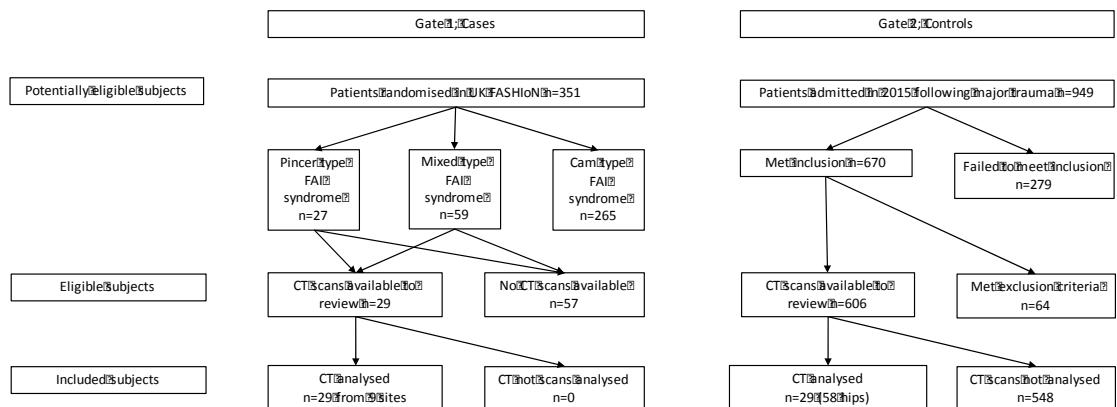 Gate 1; Cases
Gate 2; Controls
Potentially eligible subjects
Patients randomised in UK FASHIoN n=351
Patients admitted in 2015 following major trauma n=949
Pincer type
FAI
syndrome
n=27
Mixed type
FAI
syndrome
n=59
Cam type
FAI
syndrome
n=265
Met inclusion n=670
Failed to meet inclusion
n=279
Eligible subjects
CT scans available to
review n=29
No CT scans available
n=57
CT scans available to
review n=606
Met exclusion criteria
n=64
Included subjects
CT analysed
n=29 from 9 sites
CT not scans analysed
n=0
CT analysed
n=29 (58 hips)
CT scans not analysed
n=548